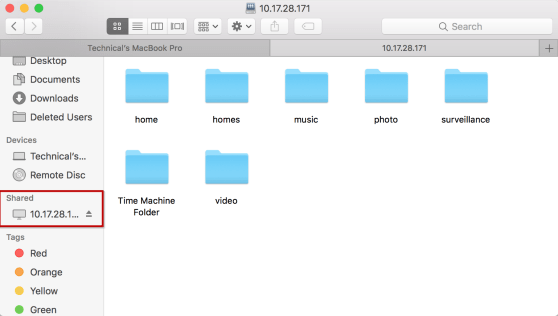 10.17.28.171
Search
Technical's MacBook Pro
10.17.28.171
+
Desktop
Documents
Downloads
Deleted Users
Devices
Technical's...
Remote Disc
Shared
10.17.28.1...
Tags
Red
Orange
Yellow
Green
home
homes
music
photo
surveillance
Time Machine
Folder
video